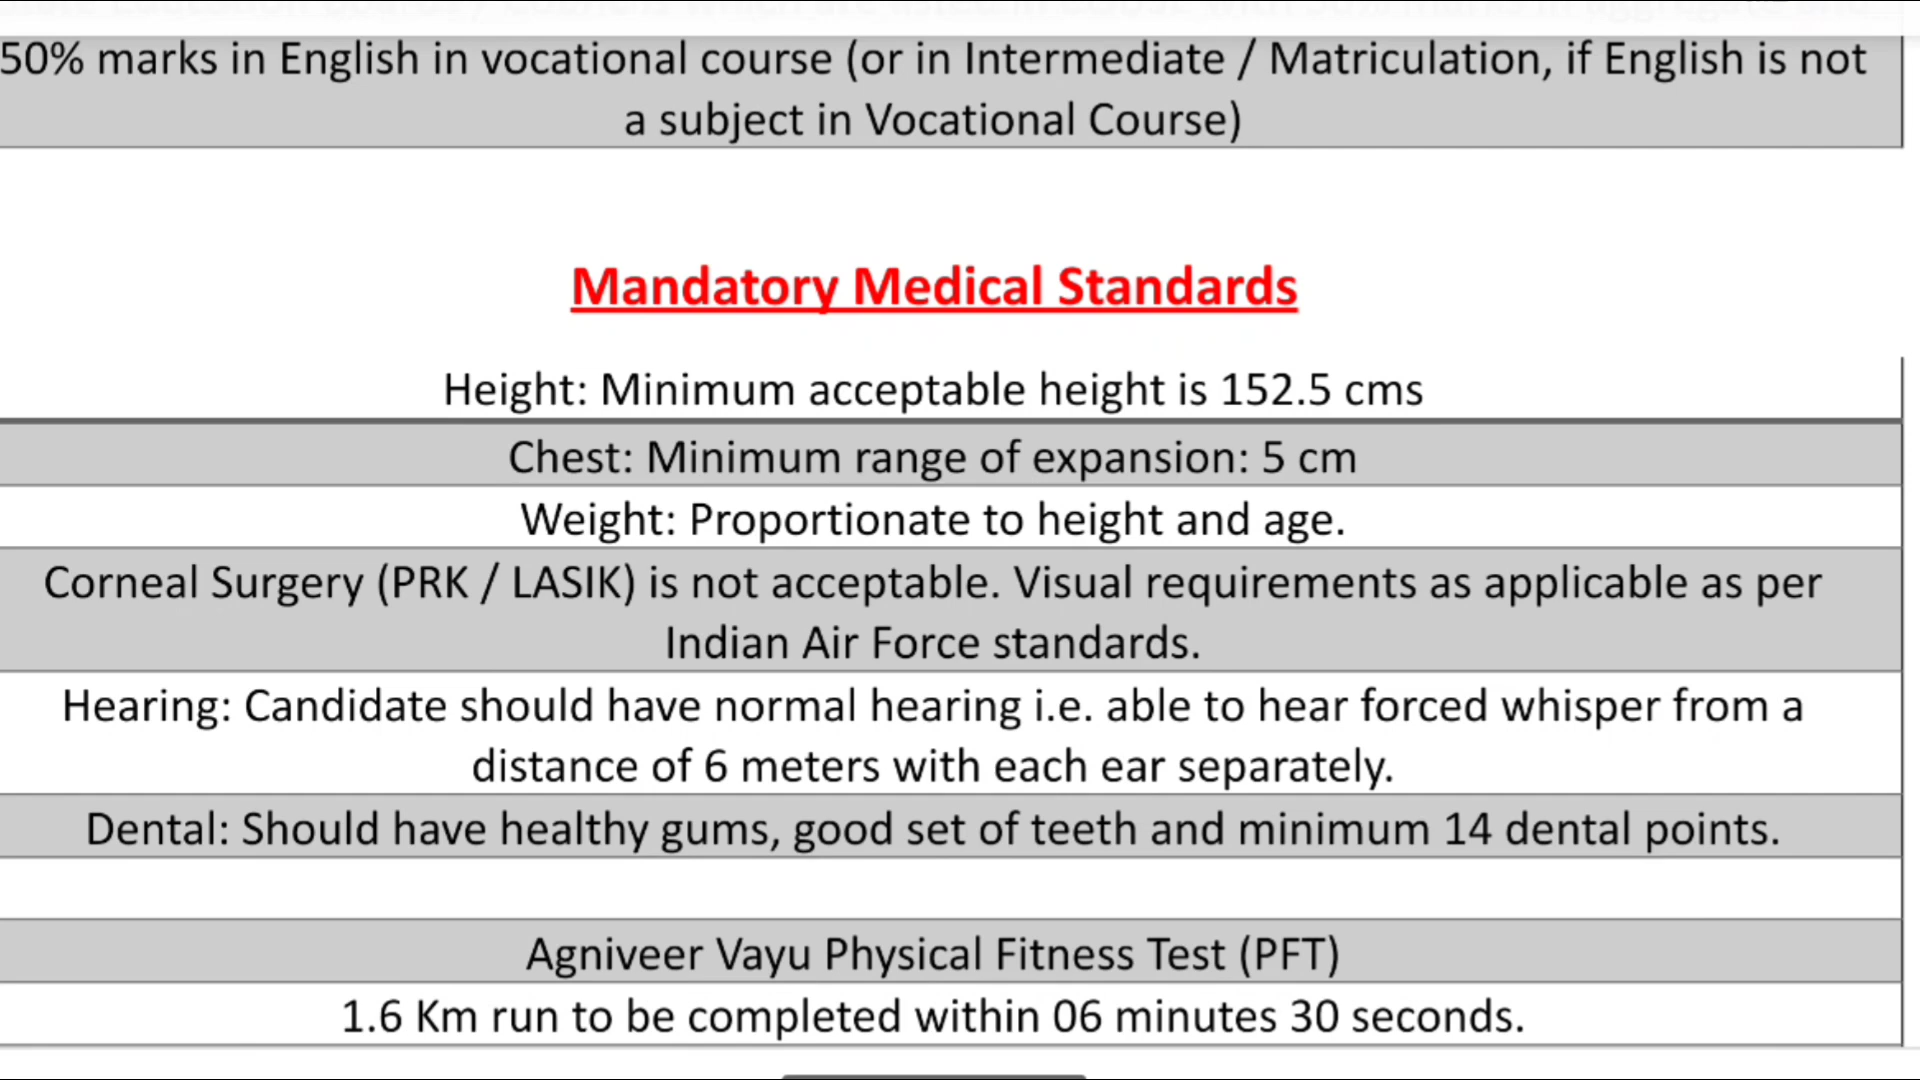 50% marks in English in vocational course (or in Intermediate / Matriculation, if English is not
a subject in Vocational Course)
Mandatory Medical Standards
Height: Minimum acceptable height is 152.5 cms
Chest: Minimum range of expansion: 5 cm
Weight: Proportionate to height and age.
Corneal Surgery (PRK / LASIK) is not acceptable. Visual requirements as applicable as per
Indian Air Force standards.
Hearing: Candidate should have normal hearing i.e. able to hear forced whisper from a
distance of 6 meters with each ear separately.
Dental: Should have healthy gums, good set of teeth and minimum 14 dental points.
Agniveer Vayu Physical Fitness Test (PFT)
1.6 Km run to be completed within 06 minutes 30 seconds.